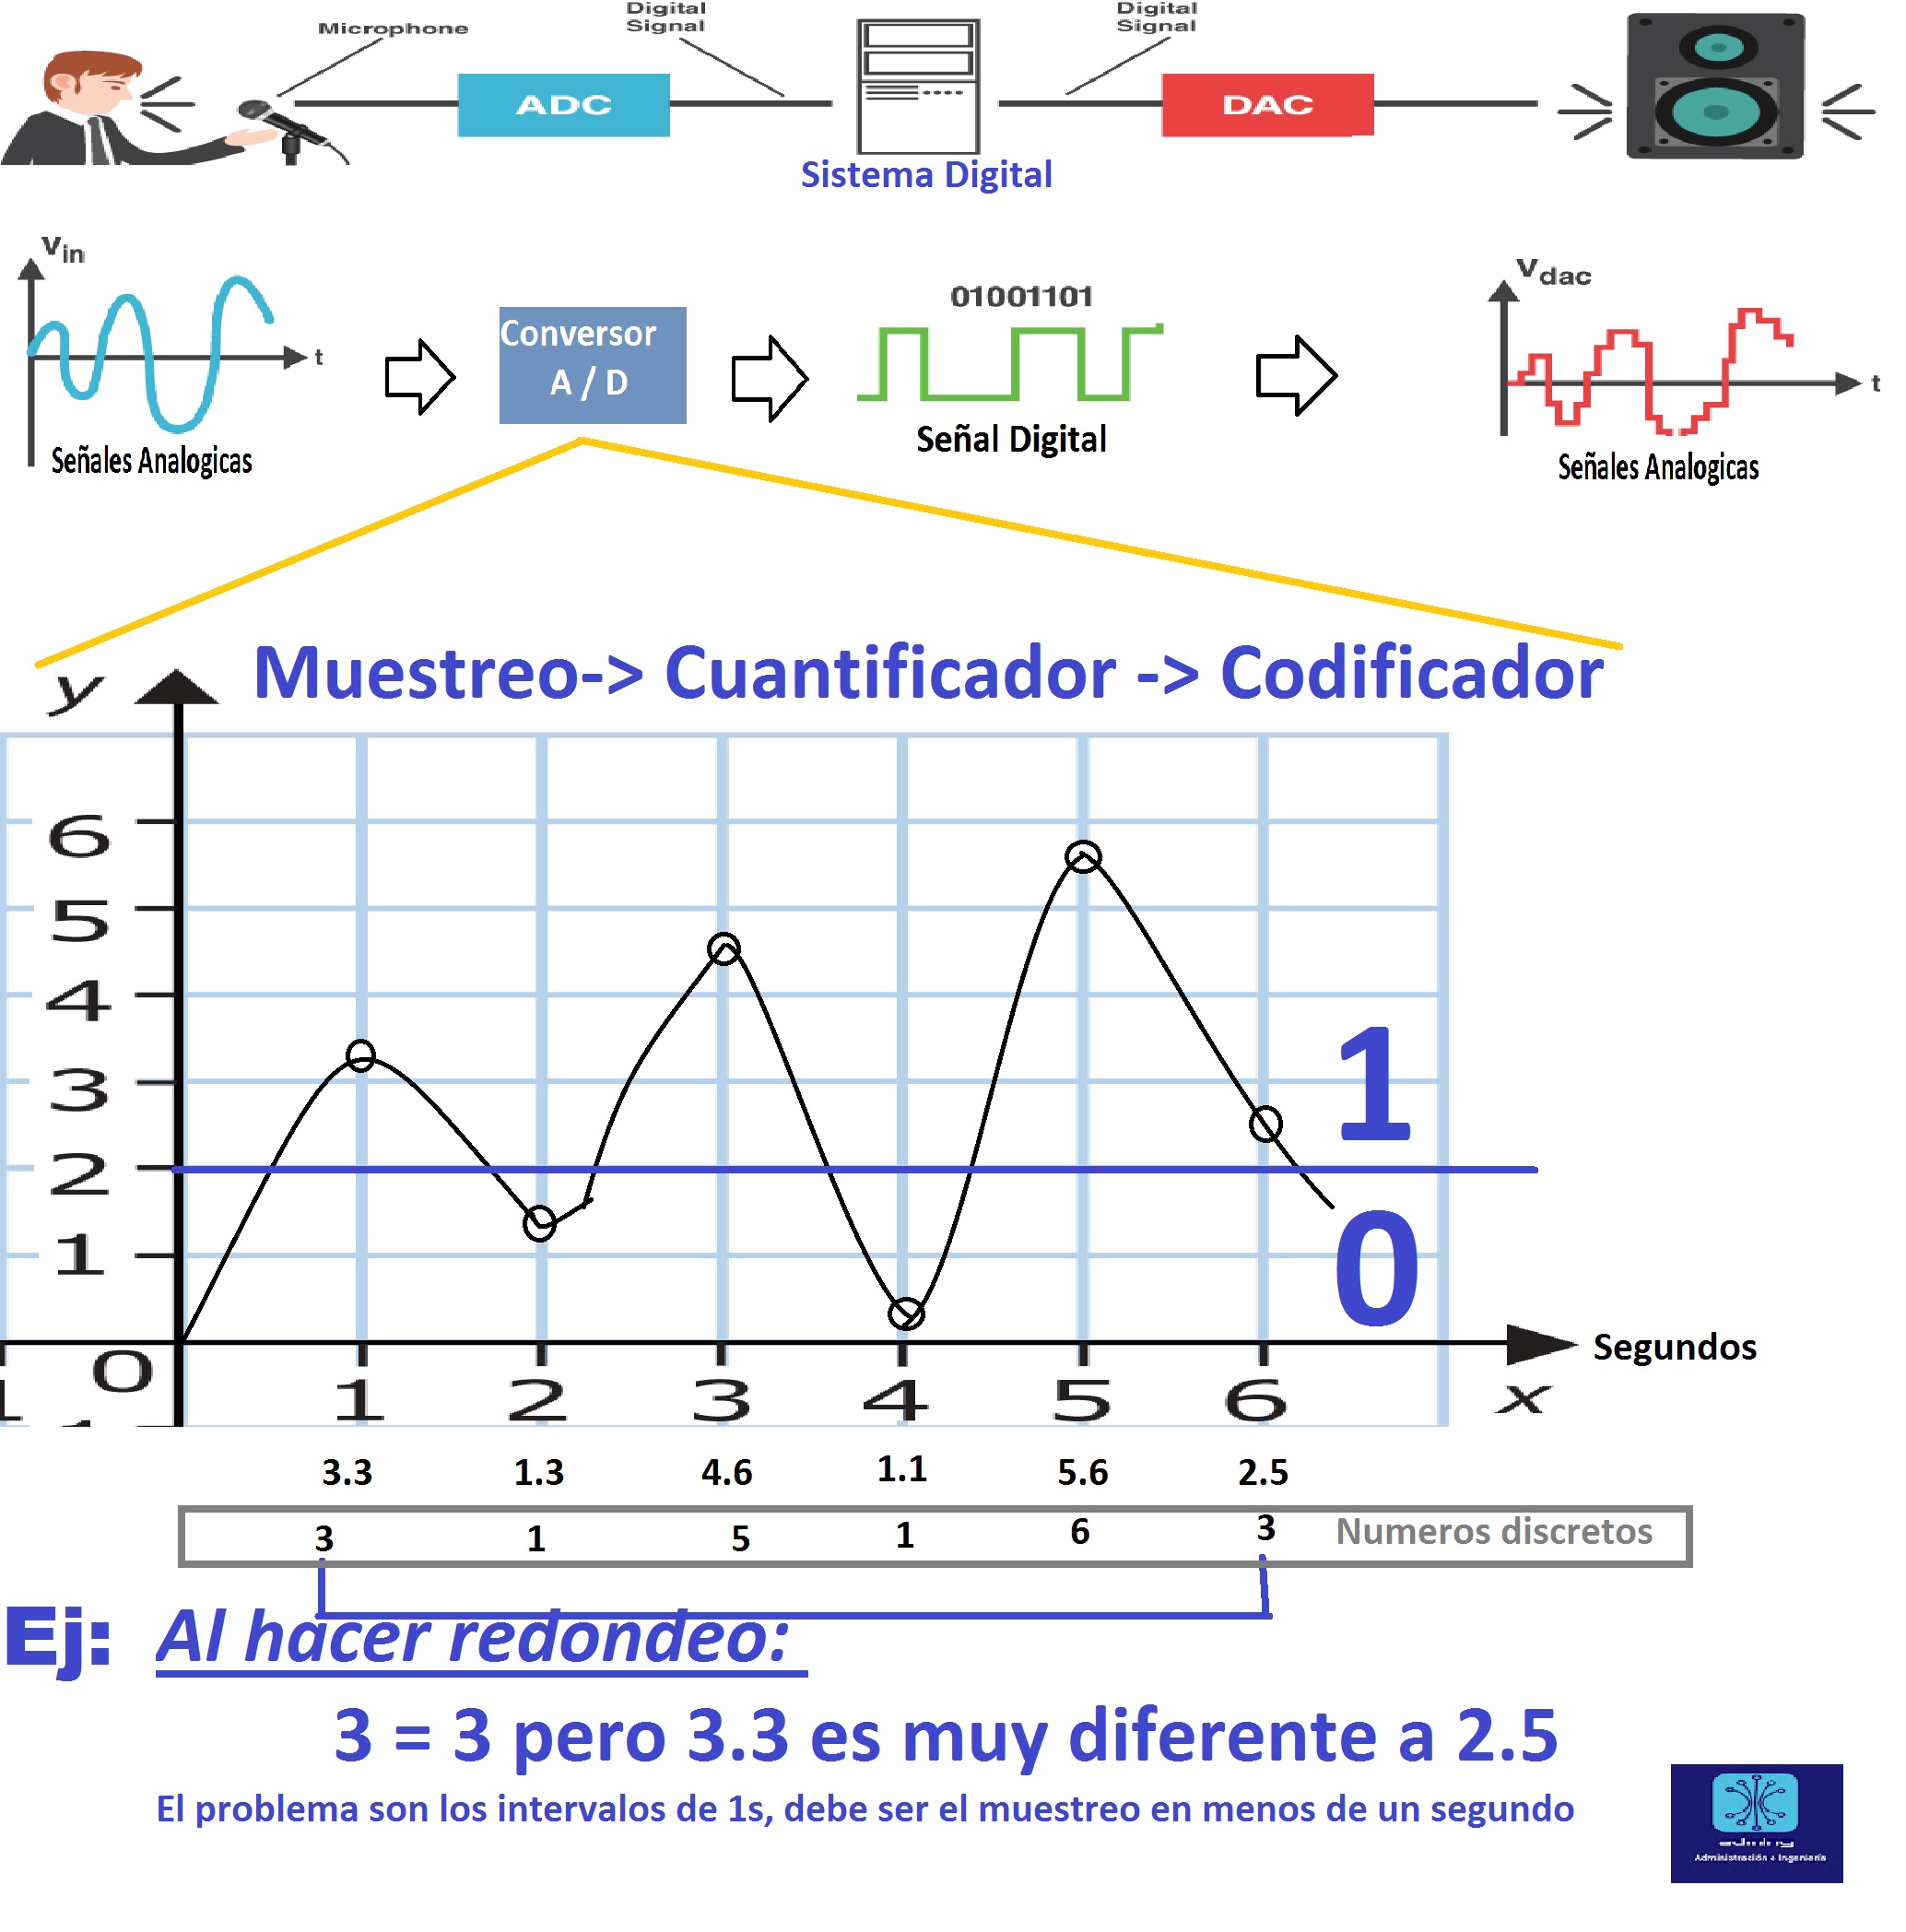 Microphone
Digital
Signal
Digital
Signal
ADC
DAC
Sistema Digital
Vin
t
Señales Analogicas
Conversor
A / D
01001101
Señal Digital
Vdac
t
Señales Analogicas
Muestreo-> Cuantificador -> Codificador
y
6
5
4
3
2
1
0
1
0
1 2 3 4 5 6
x
Segundos
3.3 1.3 4.6 1.1 5.6 2.5
3 1 5 1 6 3 Numeros discretos
Ej: Al hacer redondeo:
3 = 3 pero 3.3 es muy diferente a 2.5
El problema son los intervalos de 1s, debe ser el muestreo en menos de un segundo
Administración + Ingeniería